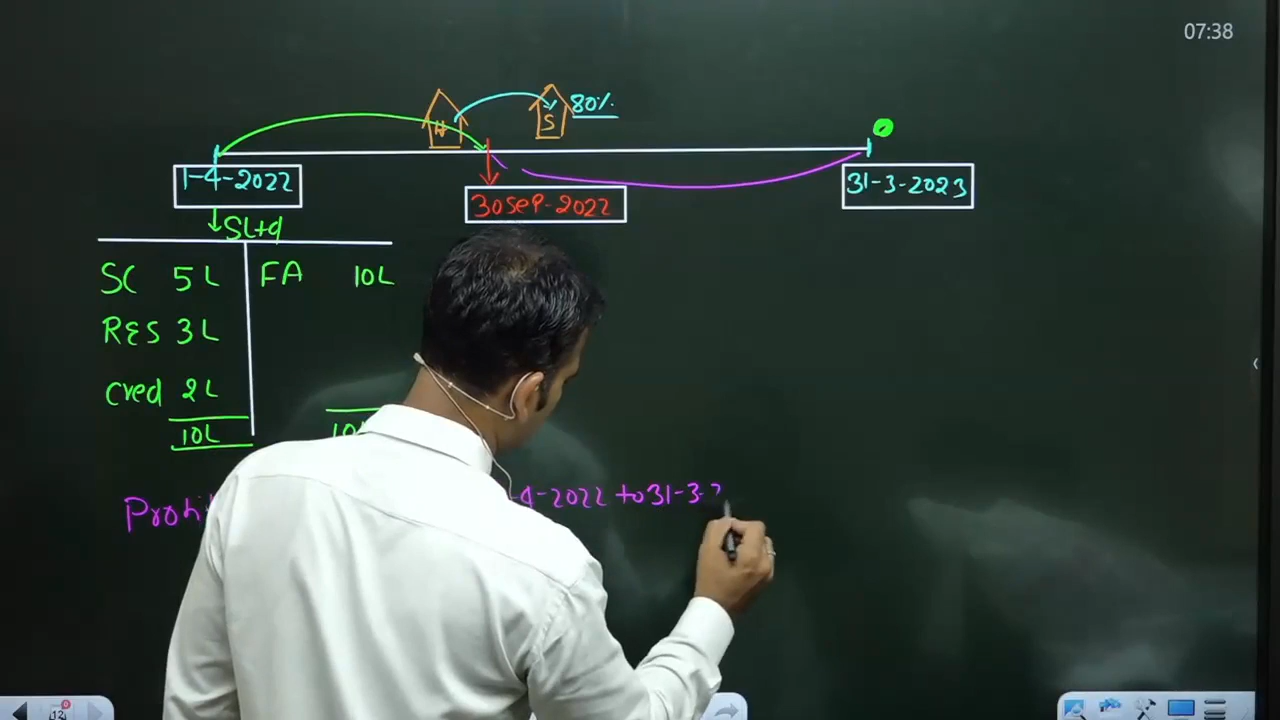 07:38
H S 80%
1-4-2022
30 Sep-2022
31-3-2023
SL+d
SC 5L FA 10L
RES 3L
Cred 2L
10L
-4-2022 to 31-3-2